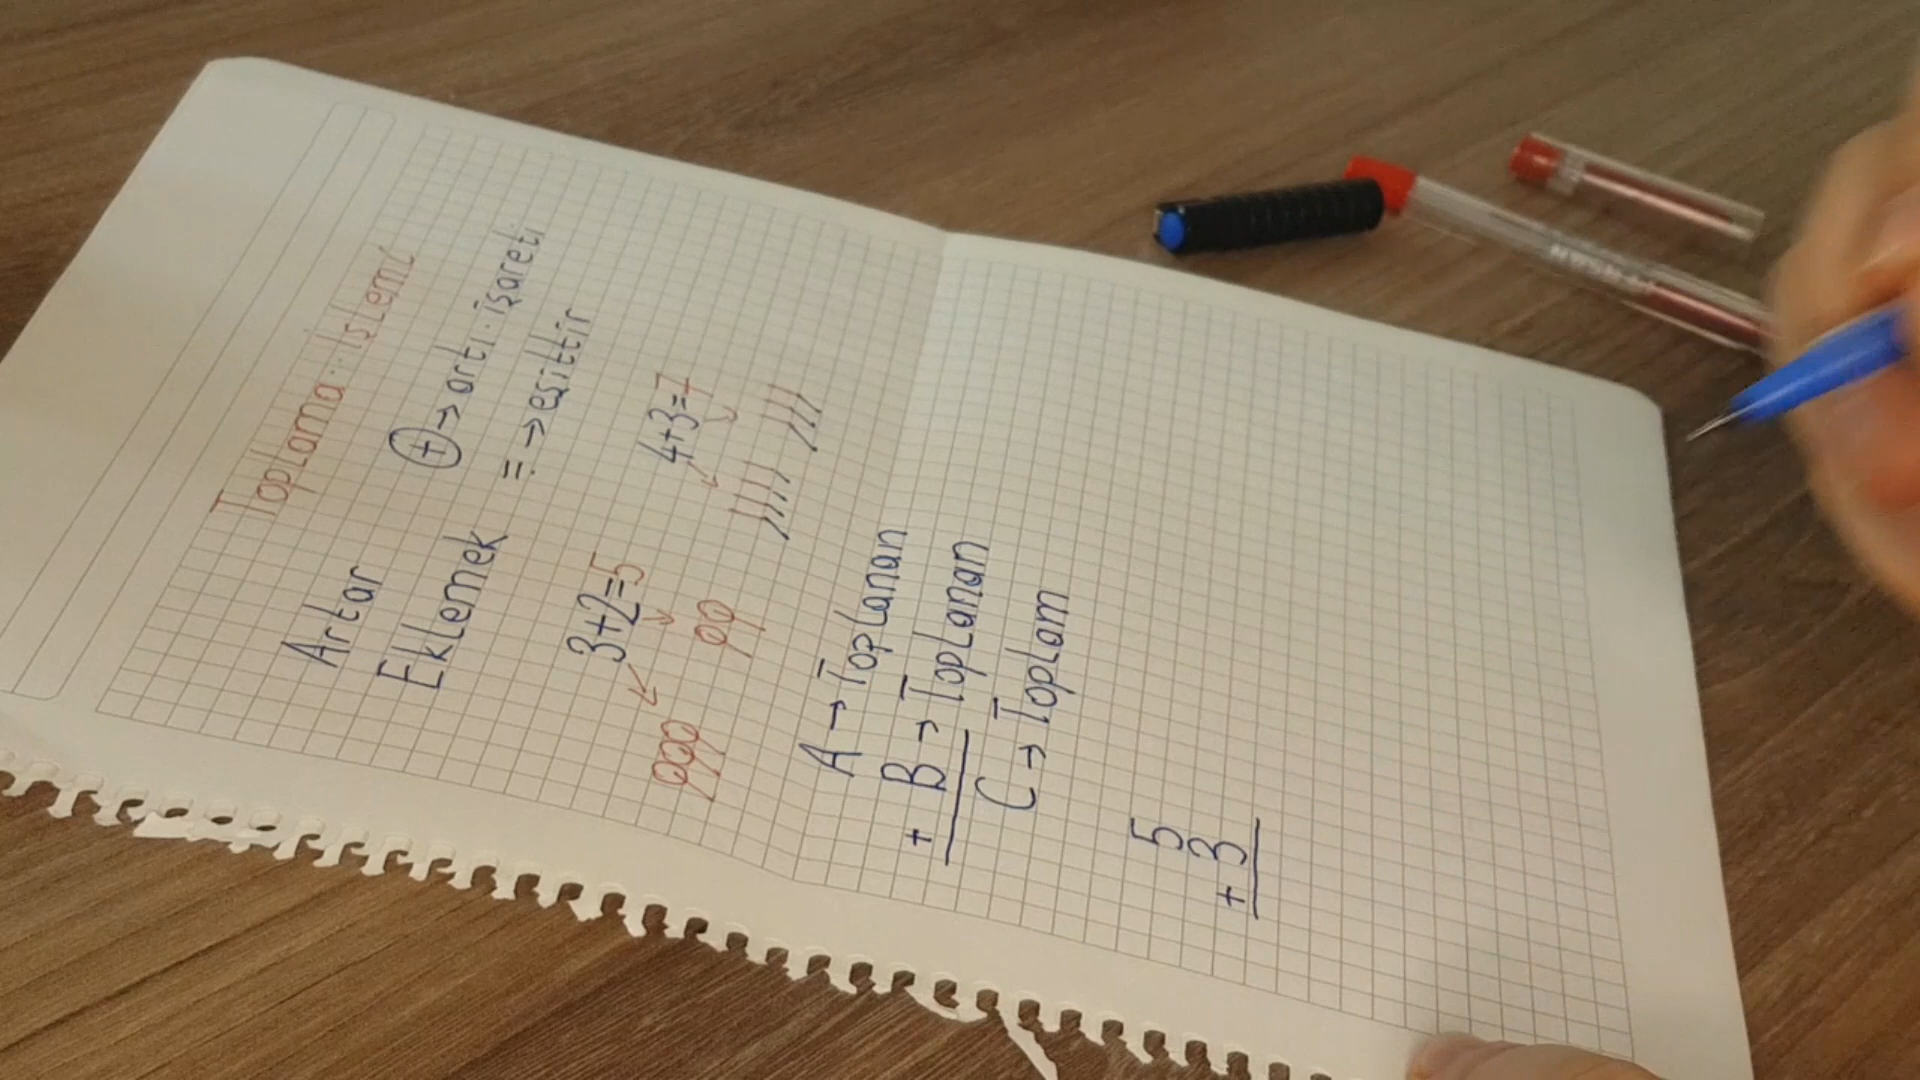 Toplama İşlemi
Artar
+ → artı işareti
Eklemek
= → eşittir
3+2=5
4+3=7
A → Toplanan
+ B → Toplanan
C → Toplam
5
+ 3